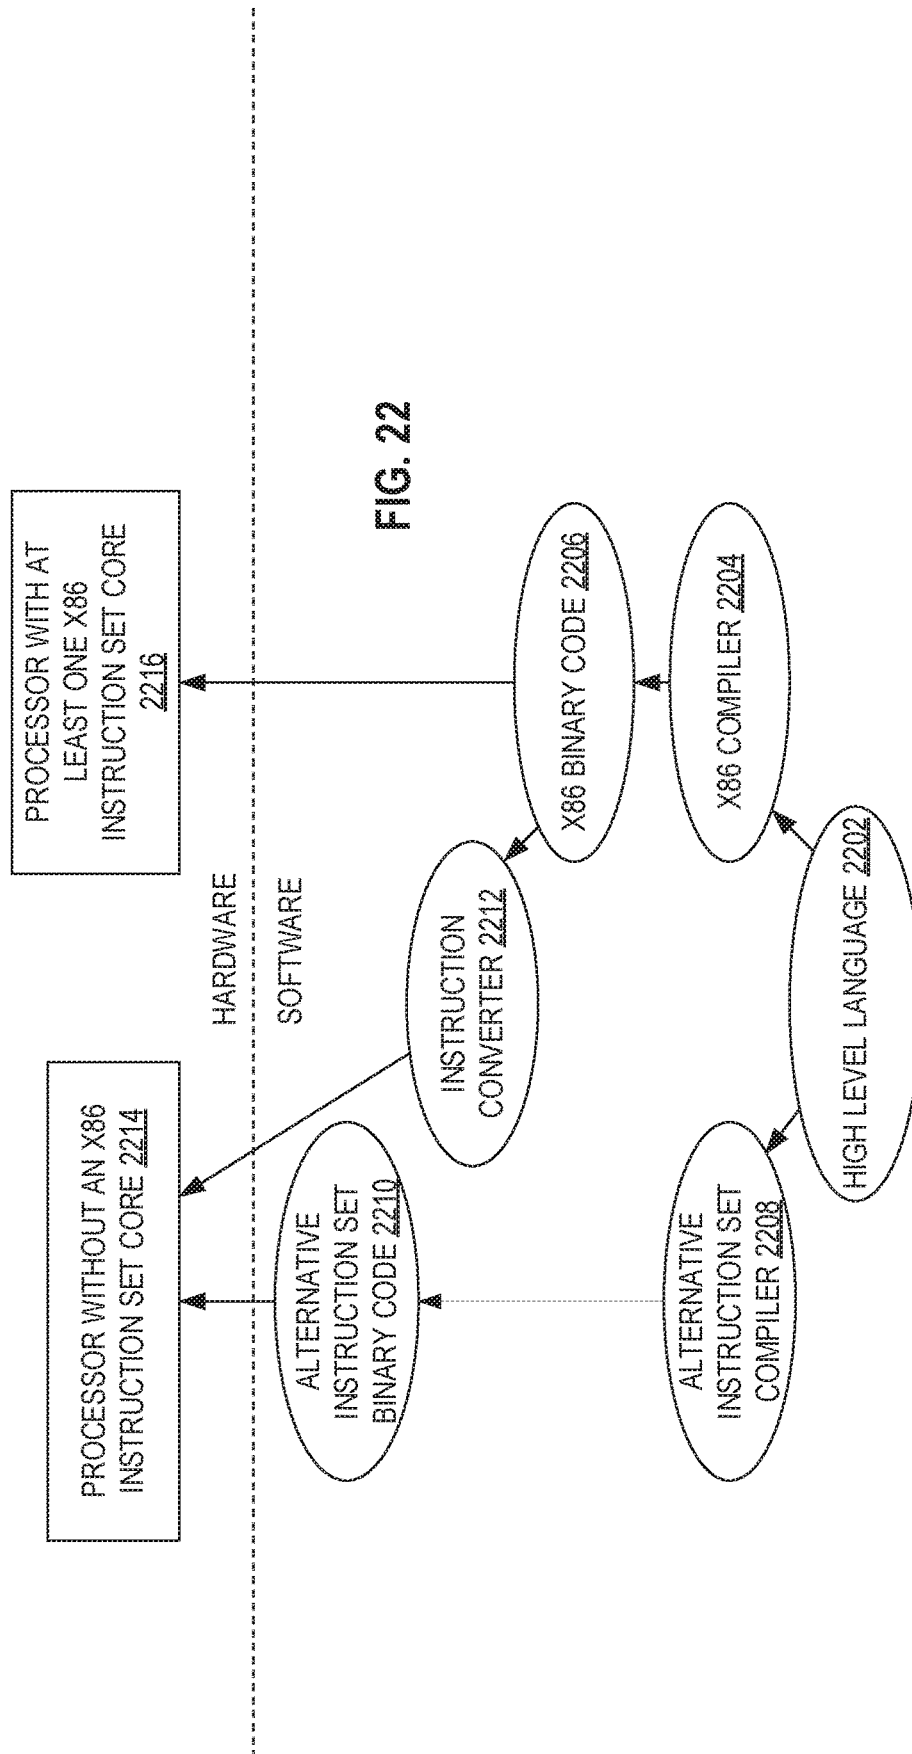 PROCESSOR WITHOUT AN X86
INSTRUCTION SET CORE 2214
PROCESSOR WITH AT
LEAST ONE X86
INSTRUCTION SET CORE
2216
HARDWARE
SOFTWARE
ALTERNATIVE
INSTRUCTION SET
BINARY CODE 2210
INSTRUCTION
CONVERTER 2212
FIG. 22
X86 BINARY CODE 2206
ALTERNATIVE
INSTRUCTION SET
COMPILER 2208
X86 COMPILER 2204
HIGH LEVEL LANGUAGE 2202